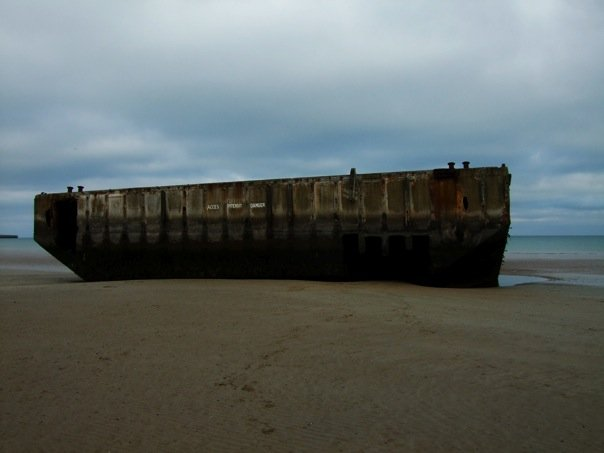 ACCES INTERDIT DANGER